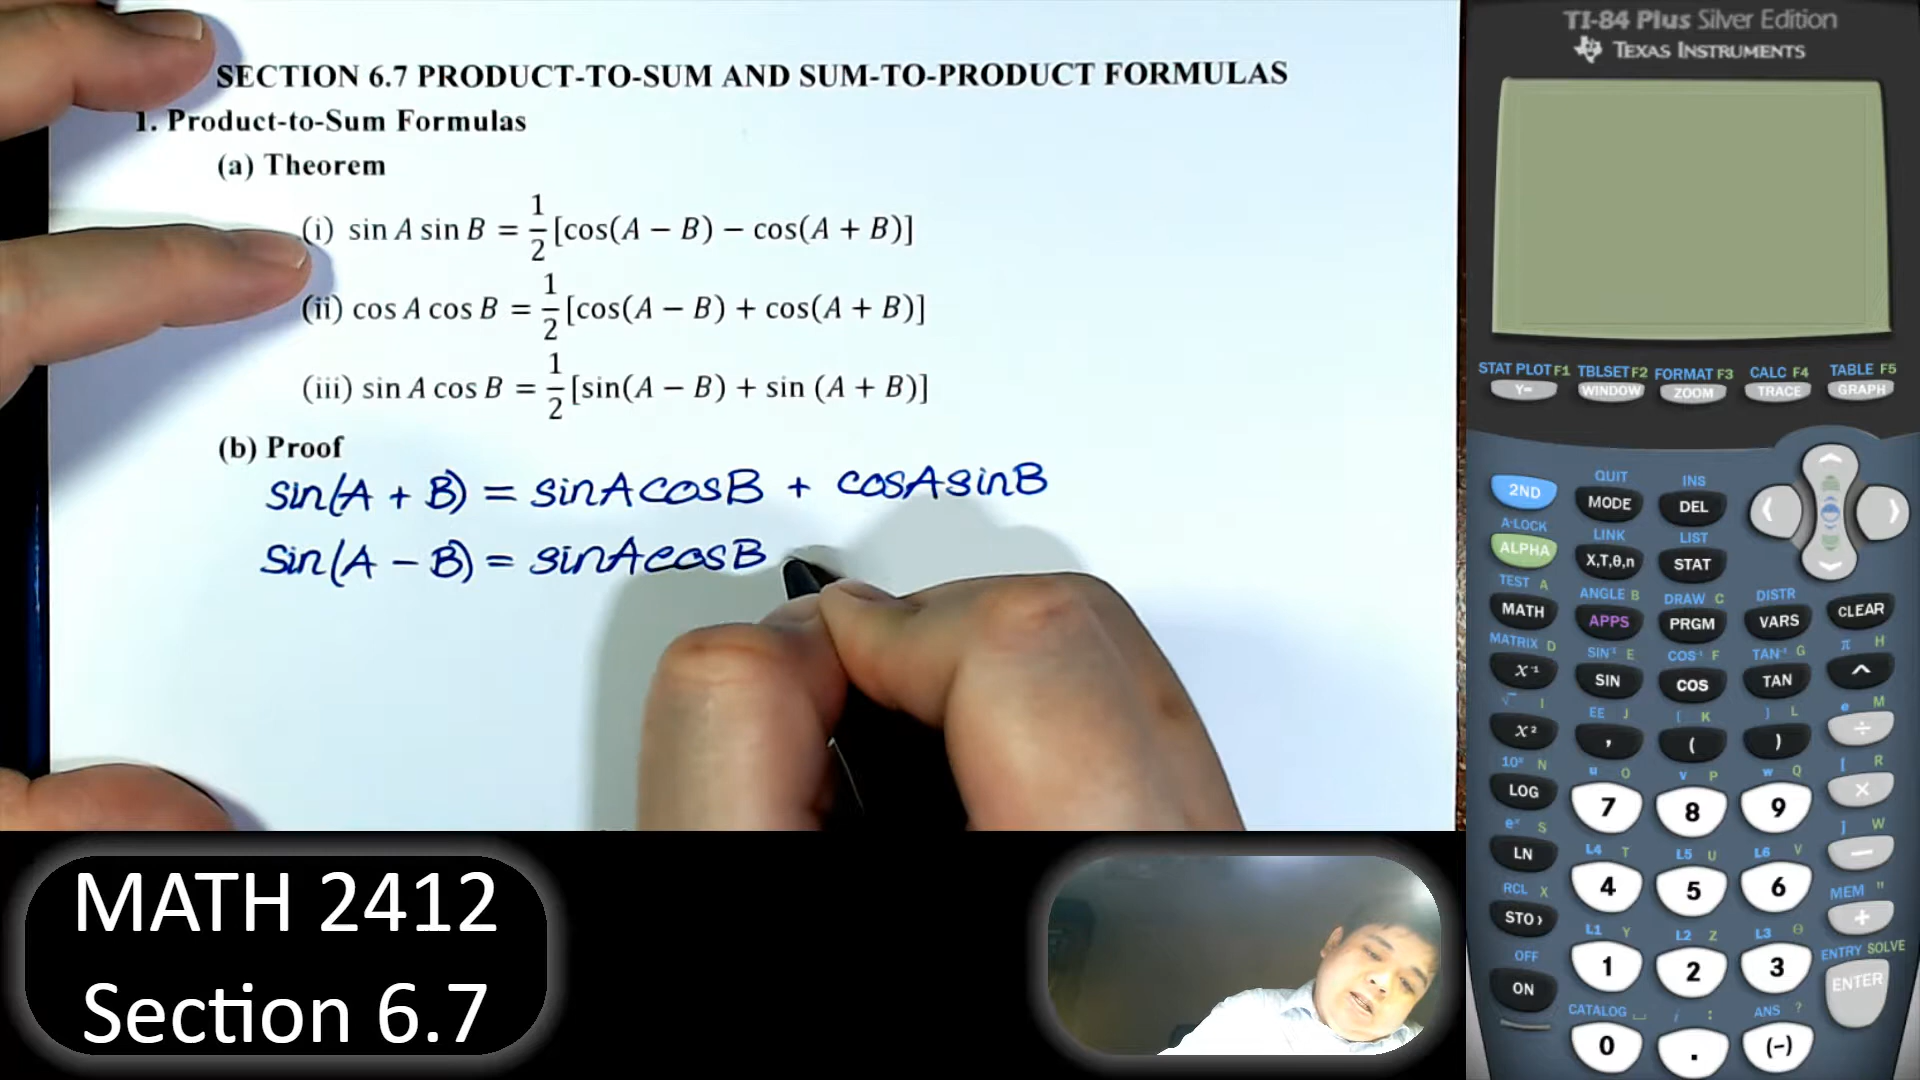 SECTION 6.7 PRODUCT-TO-SUM AND SUM-TO-PRODUCT FORMULAS
1. Product-to-Sum Formulas
(a) Theorem
(i) sin A sin B = 1/2 [cos(A − B) − cos(A + B)]
(ii) cos A cos B = 1/2 [cos(A − B) + cos(A + B)]
(iii) sin A cos B = 1/2 [sin(A − B) + sin (A + B)]
(b) Proof
sin(A + B) = sinAcosB + cosAsinB
sin(A − B) = sinAcosB
MATH 2412
Section 6.7
TI-84 Plus Silver Edition
TEXAS INSTRUMENTS
STAT PLOT F1 TBLSET F2 FORMAT F3 CALC F4 TABLE F5
Y= WINDOW ZOOM TRACE GRAPH
QUIT INS
2ND MODE DEL
A-LOCK LINK LIST
ALPHA X,T,θ,n STAT
TEST A ANGLE B DRAW C DISTR
MATH APPS PRGM VARS CLEAR
MATRIX D SIN⁻¹ E COS⁻¹ F TAN⁻¹ G π H
x⁻¹ SIN COS TAN ^
√ I EE J { K } L e M
x² , ( ) ÷
10ˣ N u O v P w Q [ R
LOG 7 8 9 ×
eˣ S L4 T L5 U L6 V ] W
LN 4 5 6 −
RCL X L1 Y L2 Z L3 θ MEM "
STO› 1 2 3 +
OFF CATALOG ⎵ i : ANS ? ENTRY SOLVE
ON 0 . (−) ENTER